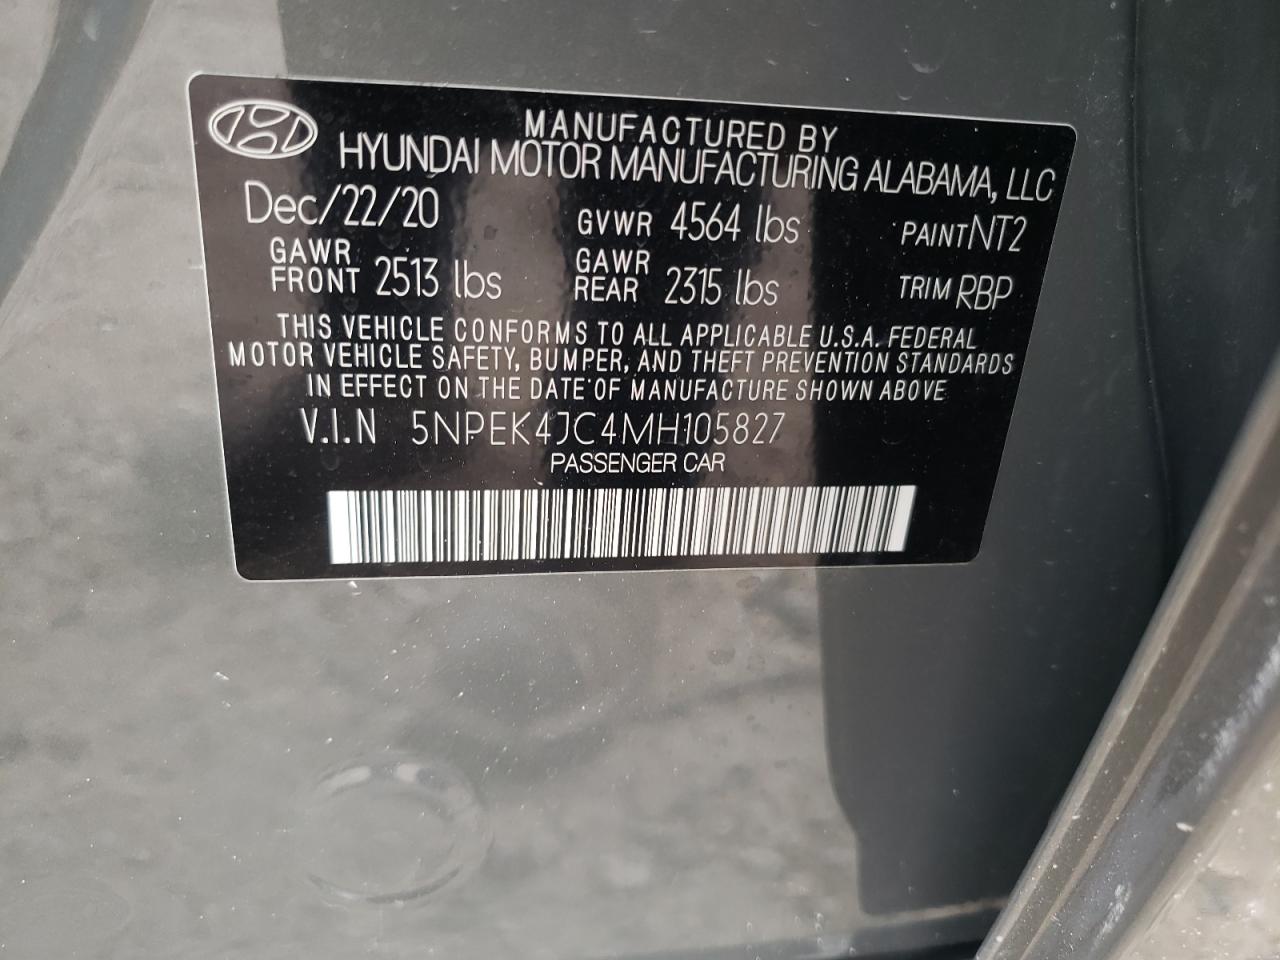 MANUFACTURED BY
HYUNDAI MOTOR MANUFACTURING ALABAMA, LLC
Dec/22/20 GVWR 4564 lbs PAINT NT2
GAWR FRONT 2513 lbs GAWR REAR 2315 lbs TRIM RBP
THIS VEHICLE CONFORMS TO ALL APPLICABLE U.S.A. FEDERAL
MOTOR VEHICLE SAFETY, BUMPER, AND THEFT PREVENTION STANDARDS
IN EFFECT ON THE DATE OF MANUFACTURE SHOWN ABOVE
V.I.N 5NPEK4JC4MH105827
PASSENGER CAR